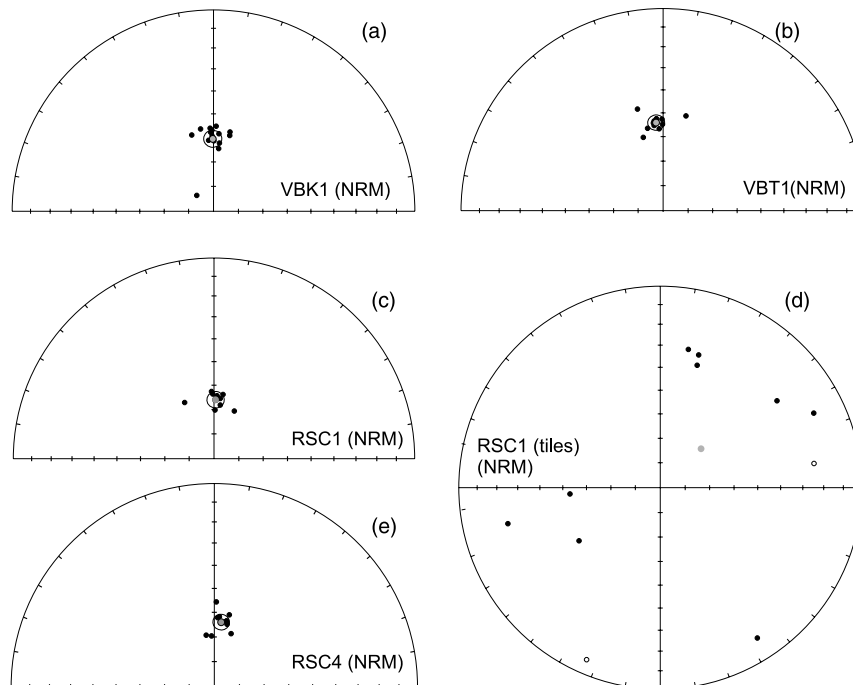 (a)
VBK1 (NRM)
(b)
VBT1(NRM)
(c)
RSC1 (NRM)
(d)
RSC1 (tiles)
(NRM)
(e)
RSC4 (NRM)